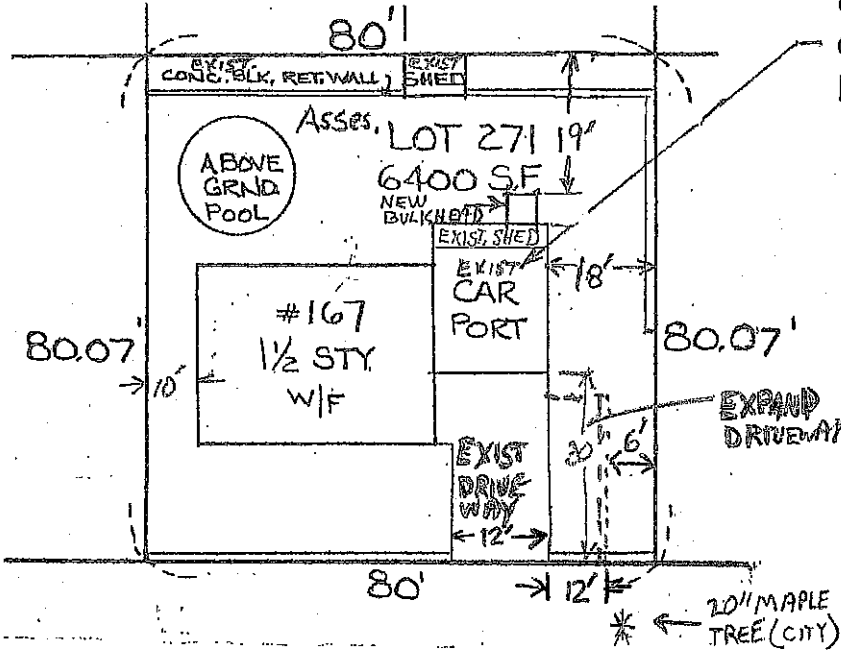 80'
EXIST.
CONC. BLK. RET. WALL
EXIST
SHED
Asses. LOT 271
6400 S.F
19'
ABOVE
GRND.
POOL
NEW
BULKHEAD
EXIST. SHED
EXIST
CAR
PORT
18'
#167
1½ STY.
W/F
80.07'
10'
80.07'
EXPAND
DRIVEWAY
EXIST
DRIVE
WAY
12'
30'
6'
80'
12'
20" MAPLE
TREE (CITY)